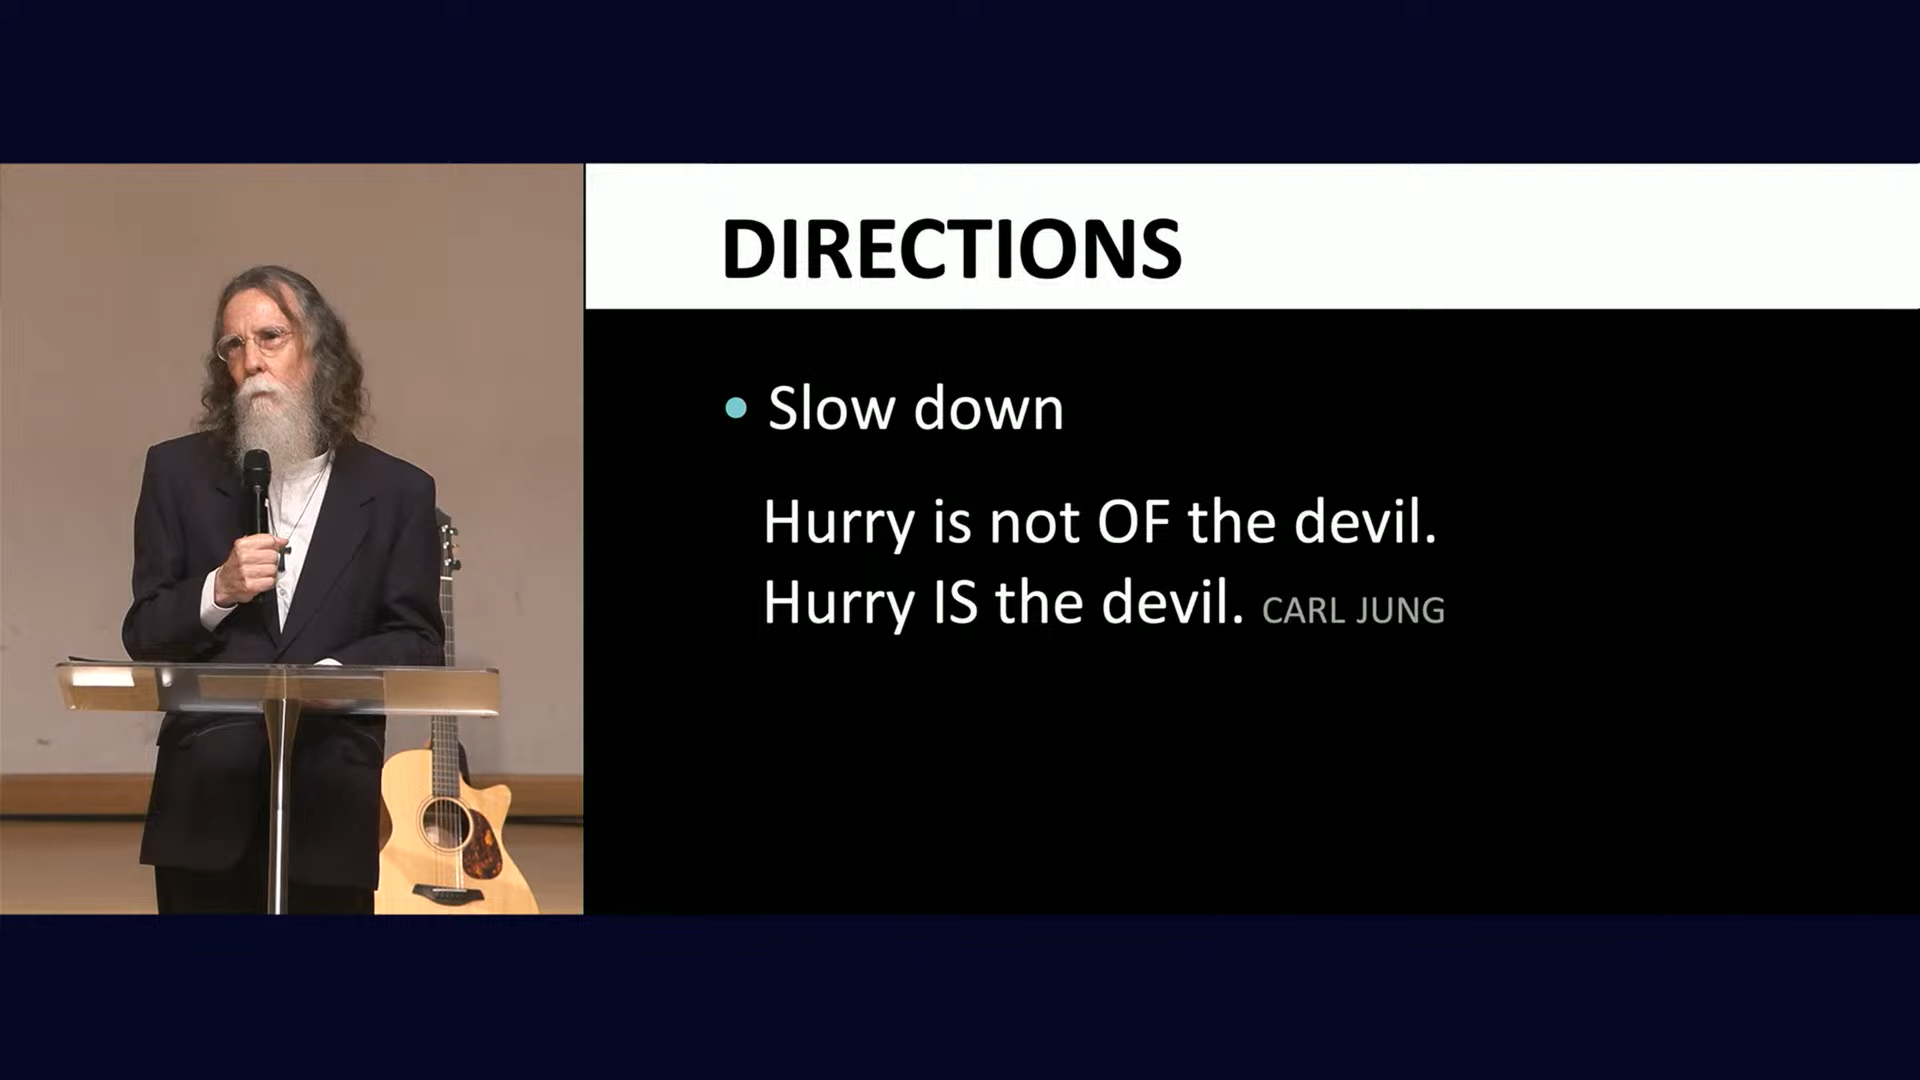 DIRECTIONS
• Slow down
Hurry is not OF the devil.
Hurry IS the devil. CARL JUNG